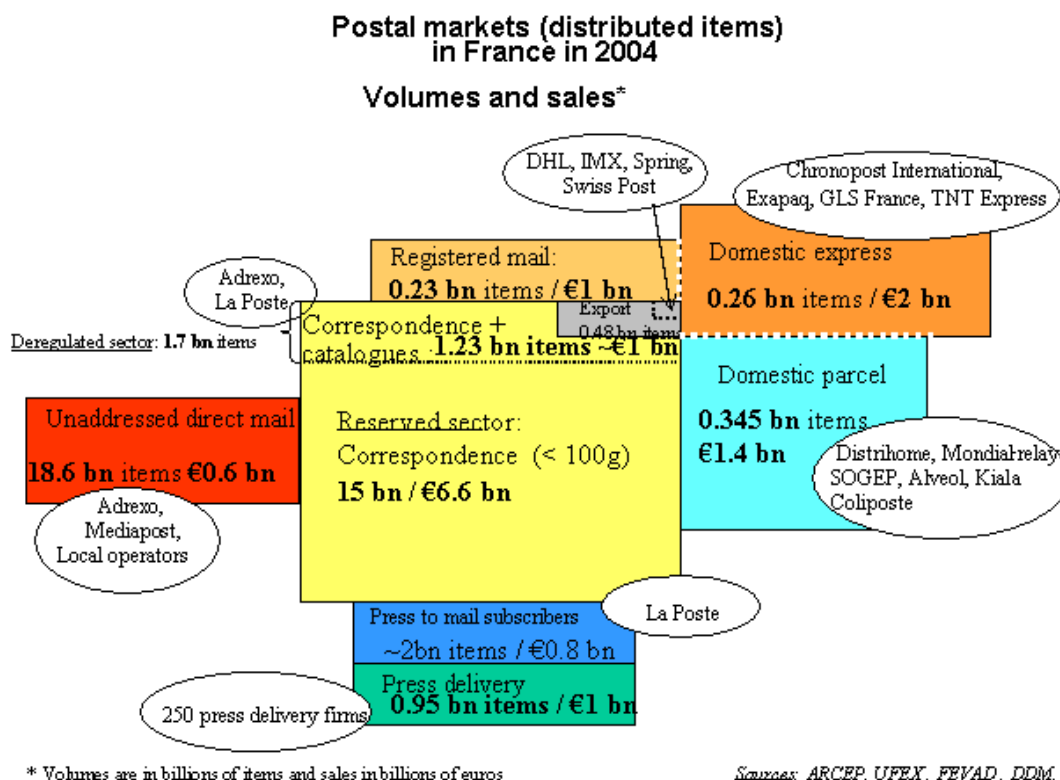 Postal markets (distributed items)
in France in 2004
Volumes and sales*
DHL, IMX, Spring,
Swiss Post
Chronopost International,
Exapaq, GLS France, TNT Express
Registered mail:
0.23 bn items / €1 bn
Domestic express
0.26 bn items / €2 bn
Adrexo,
La Poste
Export
0.48 bn items
Deregulated sector: 1.7 bn items
Correspondence +
catalogues : 1.23 bn items ~€1 bn
Domestic parcel
0.345 bn items
€1.4 bn
Unaddressed direct mail
18.6 bn items €0.6 bn
Reserved sector:
Correspondence (< 100g)
15 bn / €6.6 bn
Distrihome, Mondialrelay
SOGEP, Alveol, Kiala
Coliposte
Adrexo,
Mediapost,
Local operators
La Poste
Press to mail subscribers
~2bn items / €0.8 bn
Press delivery
0.95 bn items / €1 bn
250 press delivery firms
* Volumes are in billions of items and sales in billions of euros
Sources: ARCEP, UFEX, FEVAD, DDM